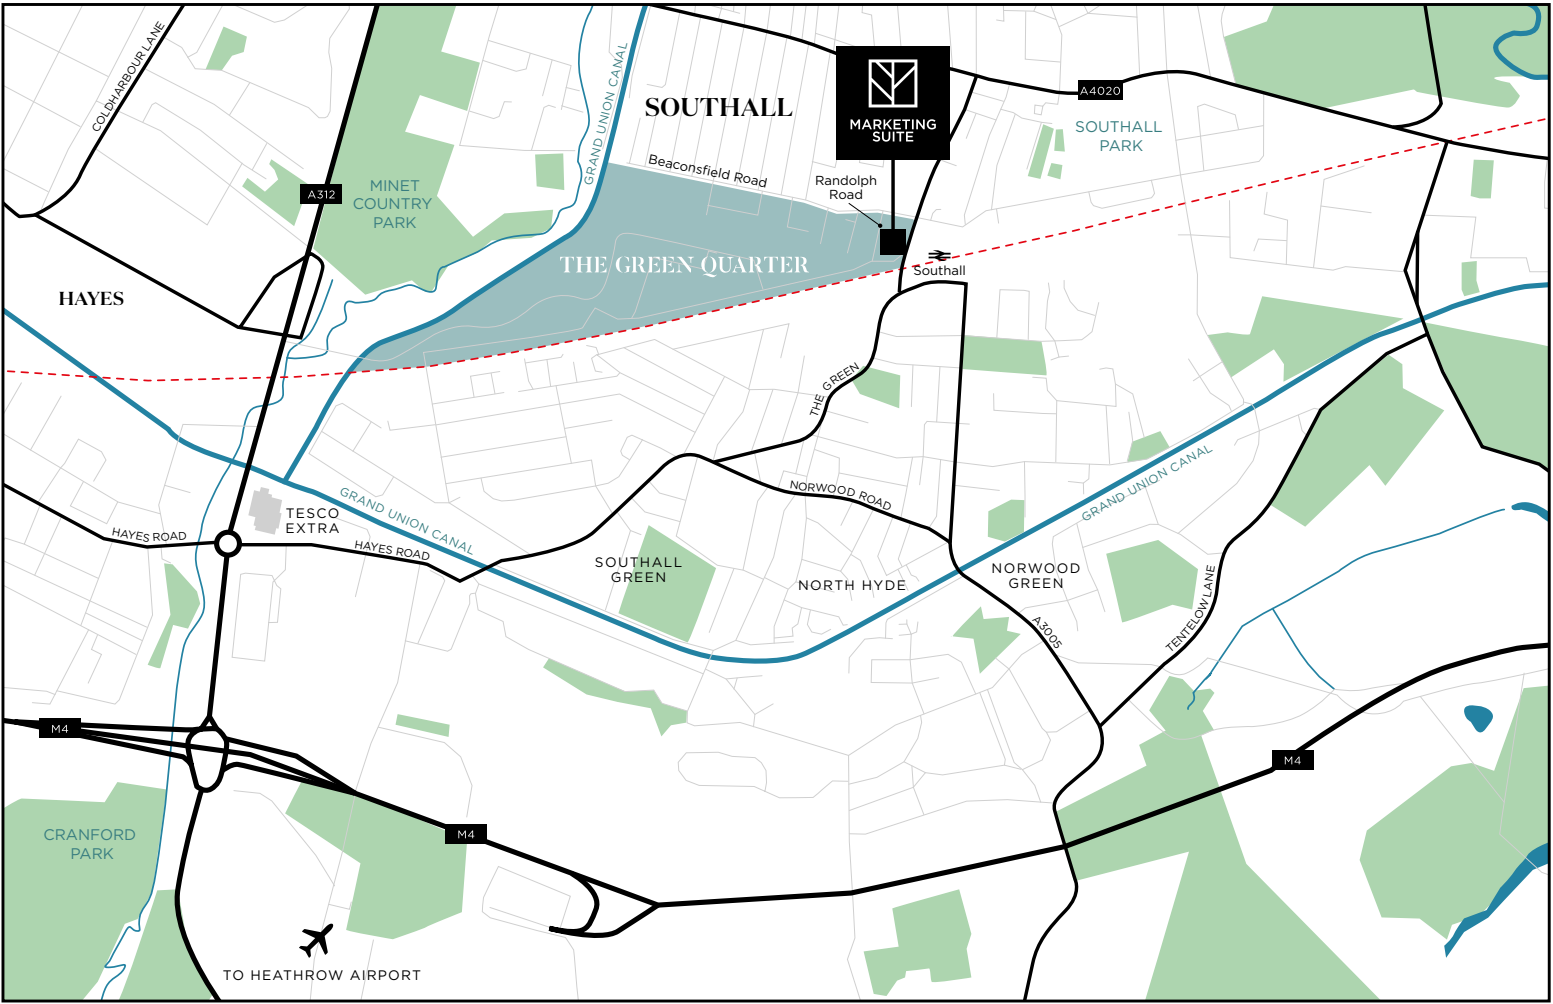 COLDHARBOUR LANE
GRAND UNION CANAL
SOUTHALL
MARKETING
SUITE
A4020
SOUTHALL
PARK
Beaconsfield Road
Randolph
Road
A312
MINET
COUNTRY
PARK
THE GREEN QUARTER
Southall
HAYES
THE GREEN
NORWOOD ROAD
GRAND UNION CANAL
GRAND UNION CANAL
TESCO
EXTRA
HAYES ROAD
HAYES ROAD
SOUTHALL
GREEN
NORTH HYDE
NORWOOD
GREEN
A3005
TENTELOW LANE
M4
M4
M4
CRANFORD
PARK
TO HEATHROW AIRPORT